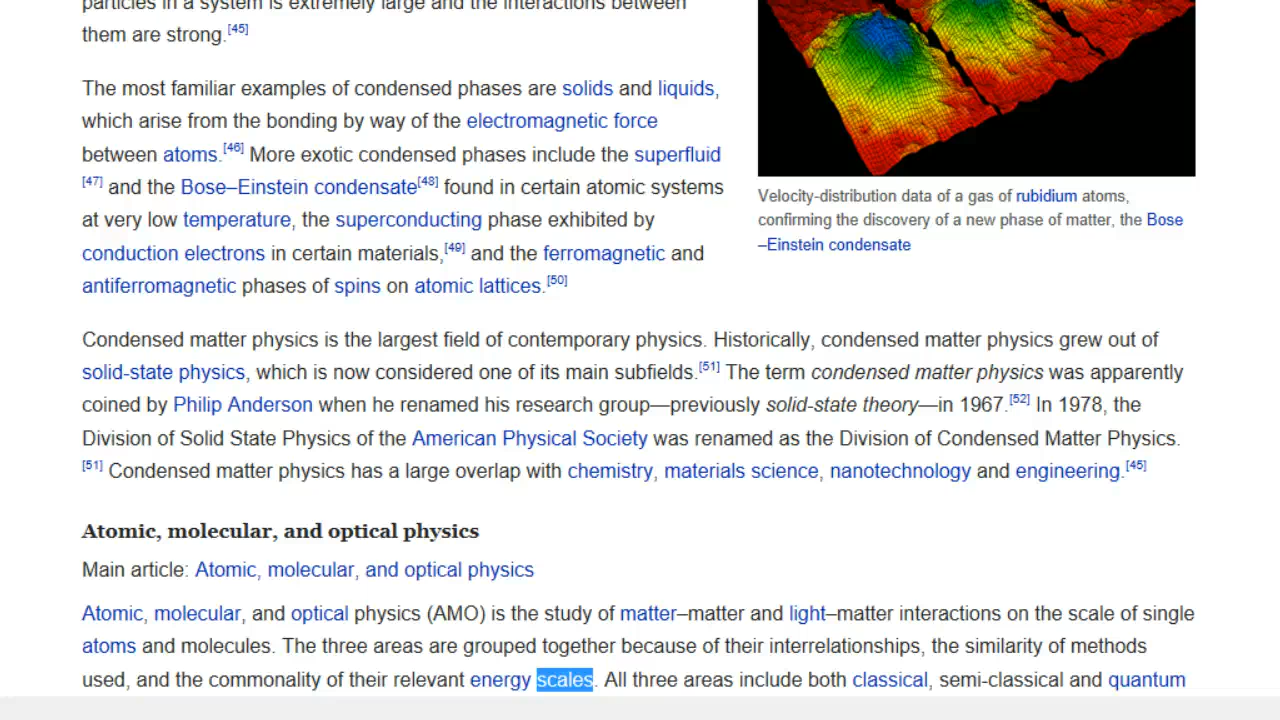 particles in a system is extremely large and the interactions between
them are strong.[45]
The most familiar examples of condensed phases are solids and liquids,
which arise from the bonding by way of the electromagnetic force
between atoms.[46] More exotic condensed phases include the superfluid
[47] and the Bose–Einstein condensate[48] found in certain atomic systems
at very low temperature, the superconducting phase exhibited by
conduction electrons in certain materials,[49] and the ferromagnetic and
antiferromagnetic phases of spins on atomic lattices.[50]
Velocity-distribution data of a gas of rubidium atoms,
confirming the discovery of a new phase of matter, the Bose
–Einstein condensate
Condensed matter physics is the largest field of contemporary physics. Historically, condensed matter physics grew out of
solid-state physics, which is now considered one of its main subfields.[51] The term condensed matter physics was apparently
coined by Philip Anderson when he renamed his research group—previously solid-state theory—in 1967.[52] In 1978, the
Division of Solid State Physics of the American Physical Society was renamed as the Division of Condensed Matter Physics.
[51] Condensed matter physics has a large overlap with chemistry, materials science, nanotechnology and engineering.[45]
Atomic, molecular, and optical physics
Main article: Atomic, molecular, and optical physics
Atomic, molecular, and optical physics (AMO) is the study of matter–matter and light–matter interactions on the scale of single
atoms and molecules. The three areas are grouped together because of their interrelationships, the similarity of methods
used, and the commonality of their relevant energy scales. All three areas include both classical, semi-classical and quantum